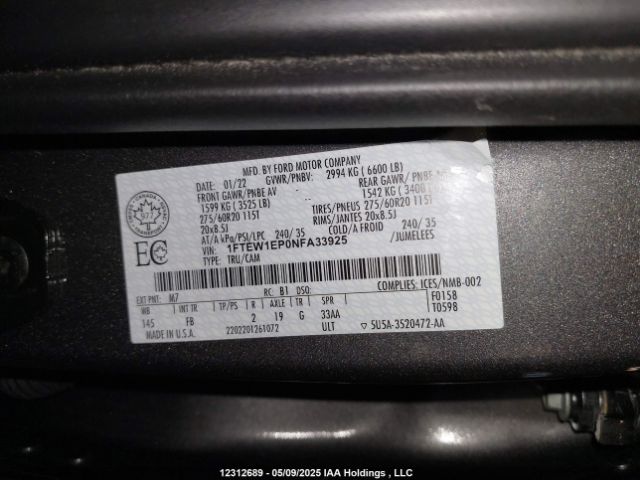 MFD. BY FORD MOTOR COMPANY
DATE: 01/22 GVWR/PNBV: 2994 KG ( 6600 LB)
FRONT GAWR/PNBE AV REAR GAWR/ PNBE
1599 KG ( 3525 LB) 1542 KG ( 3400
275/60R20 115T TIRES/PNEUS 275/60R20 115T
20x8.5J RIMS/JANTES 20x8.5J
AT/A kPa/PSI/LPC 240/ 35 COLD/A FROID 240/ 35
VIN: 1FTEW1EP0NFA33925 /JUMELEES
TYPE: TRU/CAM
CANADA
977
TRANSPORT
EC
RC: B1 DSO: COMPLIES: ICES/NMB-002
EXT PNT: M7 F0158
WB INT TR TP/PS R AXLE TR SPR T0598
145 FB 2 19 G 33AA
MADE IN U.S.A. 2202201261072 ULT ▽ 5U5A-3520472-AA
12312689 - 05/09/2025 IAA Holdings , LLC